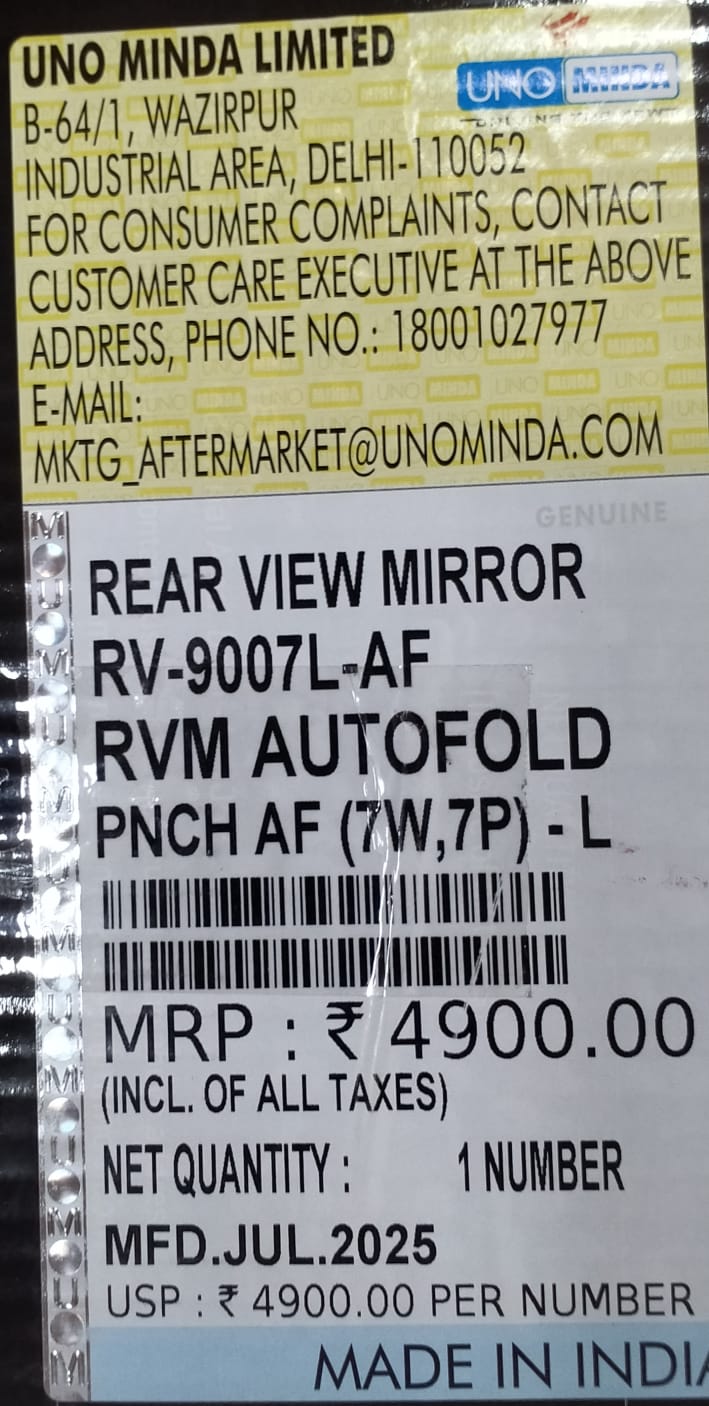 UNO MINDA LIMITED
UNO MINDA
B-64/1, WAZIRPUR
INDUSTRIAL AREA, DELHI-110052
FOR CONSUMER COMPLAINTS, CONTACT
CUSTOMER CARE EXECUTIVE AT THE ABOVE
ADDRESS, PHONE NO.: 18001027977
E-MAIL:
MKTG_AFTERMARKET@UNOMINDA.COM
GENUINE
REAR VIEW MIRROR
RV-9007L-AF
RVM AUTOFOLD
PNCH AF (7W,7P) - L
MRP : ₹ 4900.00
(INCL. OF ALL TAXES)
NET QUANTITY : 1 NUMBER
MFD.JUL.2025
USP : ₹ 4900.00 PER NUMBER
MADE IN INDIA